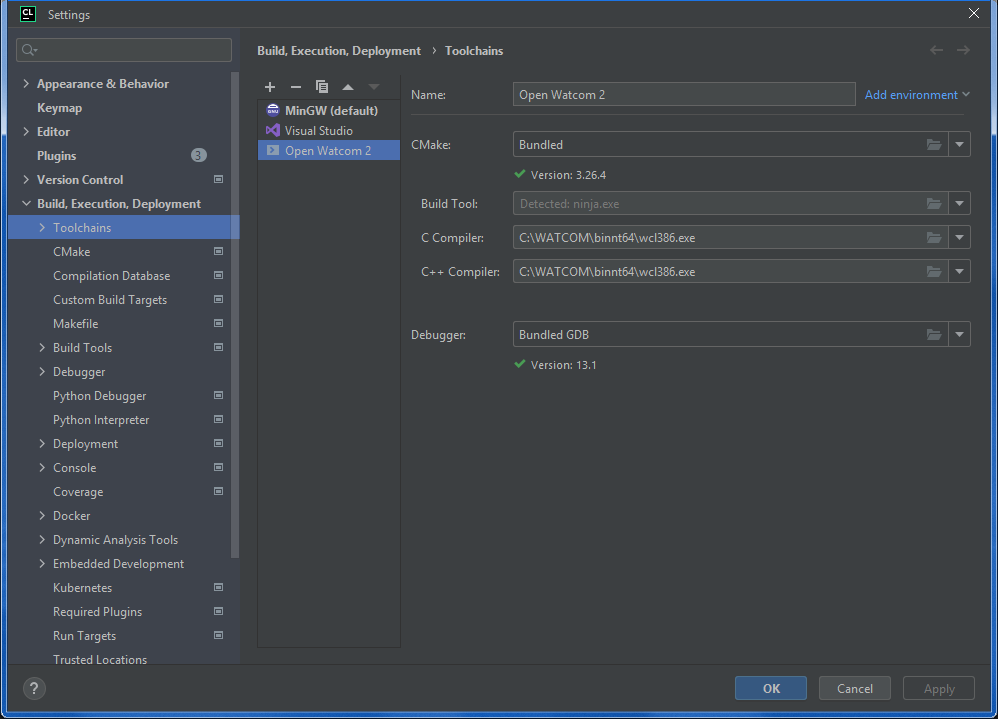 CL
Settings
Appearance & Behavior
Keymap
Editor
Plugins 3
Version Control
Build, Execution, Deployment
Toolchains
CMake
Compilation Database
Custom Build Targets
Makefile
Build Tools
Debugger
Python Debugger
Python Interpreter
Deployment
Console
Coverage
Docker
Dynamic Analysis Tools
Embedded Development
Kubernetes
Required Plugins
Run Targets
Trusted Locations
Build, Execution, Deployment › Toolchains
MinGW (default)
Visual Studio
Open Watcom 2
Name: Open Watcom 2 Add environment
CMake: Bundled
Version: 3.26.4
Build Tool: Detected: ninja.exe
C Compiler: C:\WATCOM\binnt64\wcl386.exe
C++ Compiler: C:\WATCOM\binnt64\wcl386.exe
Debugger: Bundled GDB
Version: 13.1
?
OK Cancel Apply